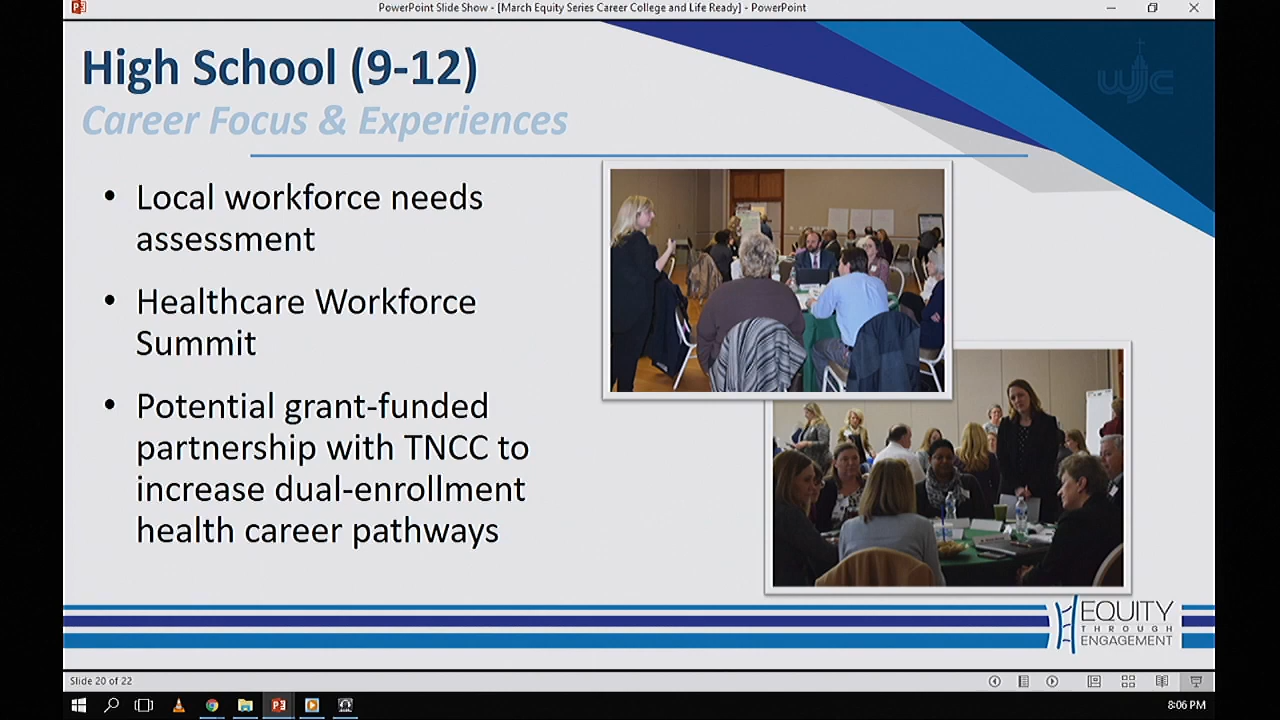 PowerPoint Slide Show - [March Equity Series Career College and Life Ready] - PowerPoint
High School (9-12)
Career Focus & Experiences
WJC
• Local workforce needs
assessment
• Healthcare Workforce
Summit
• Potential grant-funded
partnership with TNCC to
increase dual-enrollment
health career pathways
EQUITY
THROUGH
ENGAGEMENT
Slide 20 of 22
8:06 PM